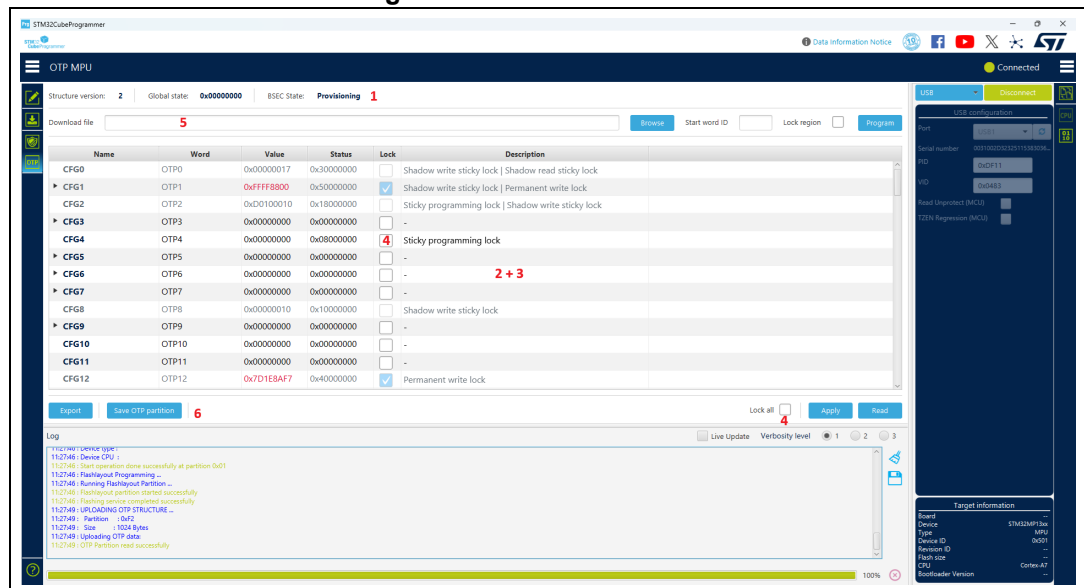 STM32CubeProgrammer
Data Information Notice
OTP MPU
Connected
Structure version: 2 Global state: 0x00000000 BSEC State: Provisioning 1
Download file 5 Browse Start word ID Lock region Program
Name Word Value Status Lock Description
CFG0 OTP0 0x00000017 0x30000000 Shadow write sticky lock | Shadow read sticky lock
CFG1 OTP1 0xFFFF8800 0x50000000 Shadow write sticky lock | Permanent write lock
CFG2 OTP2 0xD0100010 0x18000000 Sticky programming lock | Shadow write sticky lock
CFG3 OTP3 0x00000000 0x00000000 -
CFG4 OTP4 0x00000000 0x08000000 4 Sticky programming lock
CFG5 OTP5 0x00000000 0x00000000 -
CFG6 OTP6 0x00000000 0x00000000 - 2 + 3
CFG7 OTP7 0x00000000 0x00000000 -
CFG8 OTP8 0x00000010 0x10000000 Shadow write sticky lock
CFG9 OTP9 0x00000000 0x00000000 -
CFG10 OTP10 0x00000000 0x00000000 -
CFG11 OTP11 0x00000000 0x00000000 -
CFG12 OTP12 0x7D1E8AF7 0x40000000 Permanent write lock
Export Save OTP partition 6 Lock all 4 Apply Read
Log Live Update Verbosity level 1 2 3
11:27:46 : Device CPU :
11:27:46 : Start operation done successfully at partition 0x01
11:27:46 : Flashlayout Programming ...
11:27:46 : Running Flashlayout Partition ...
11:27:46 : Flashlayout partition started successfully
11:27:46 : Flashing service completed successfully
11:27:49 : UPLOADING OTP STRUCTURE ...
11:27:49 : Partition : 0xF2
11:27:49 : Size : 1024 Bytes
11:27:49 : Uploading OTP data:
11:27:49 : OTP Partition read successfully
100%
USB Disconnect
USB configuration
Port USB1
Serial number
PID 0xDF11
VID 0x0483
Read Unprotect (MCU)
TZEN Regression (MCU)
Target information
Board --
Device STM32MP13xx
Type MPU
Device ID 0x501
Revision ID --
Flash size --
CPU Cortex-A7
Bootloader Version --